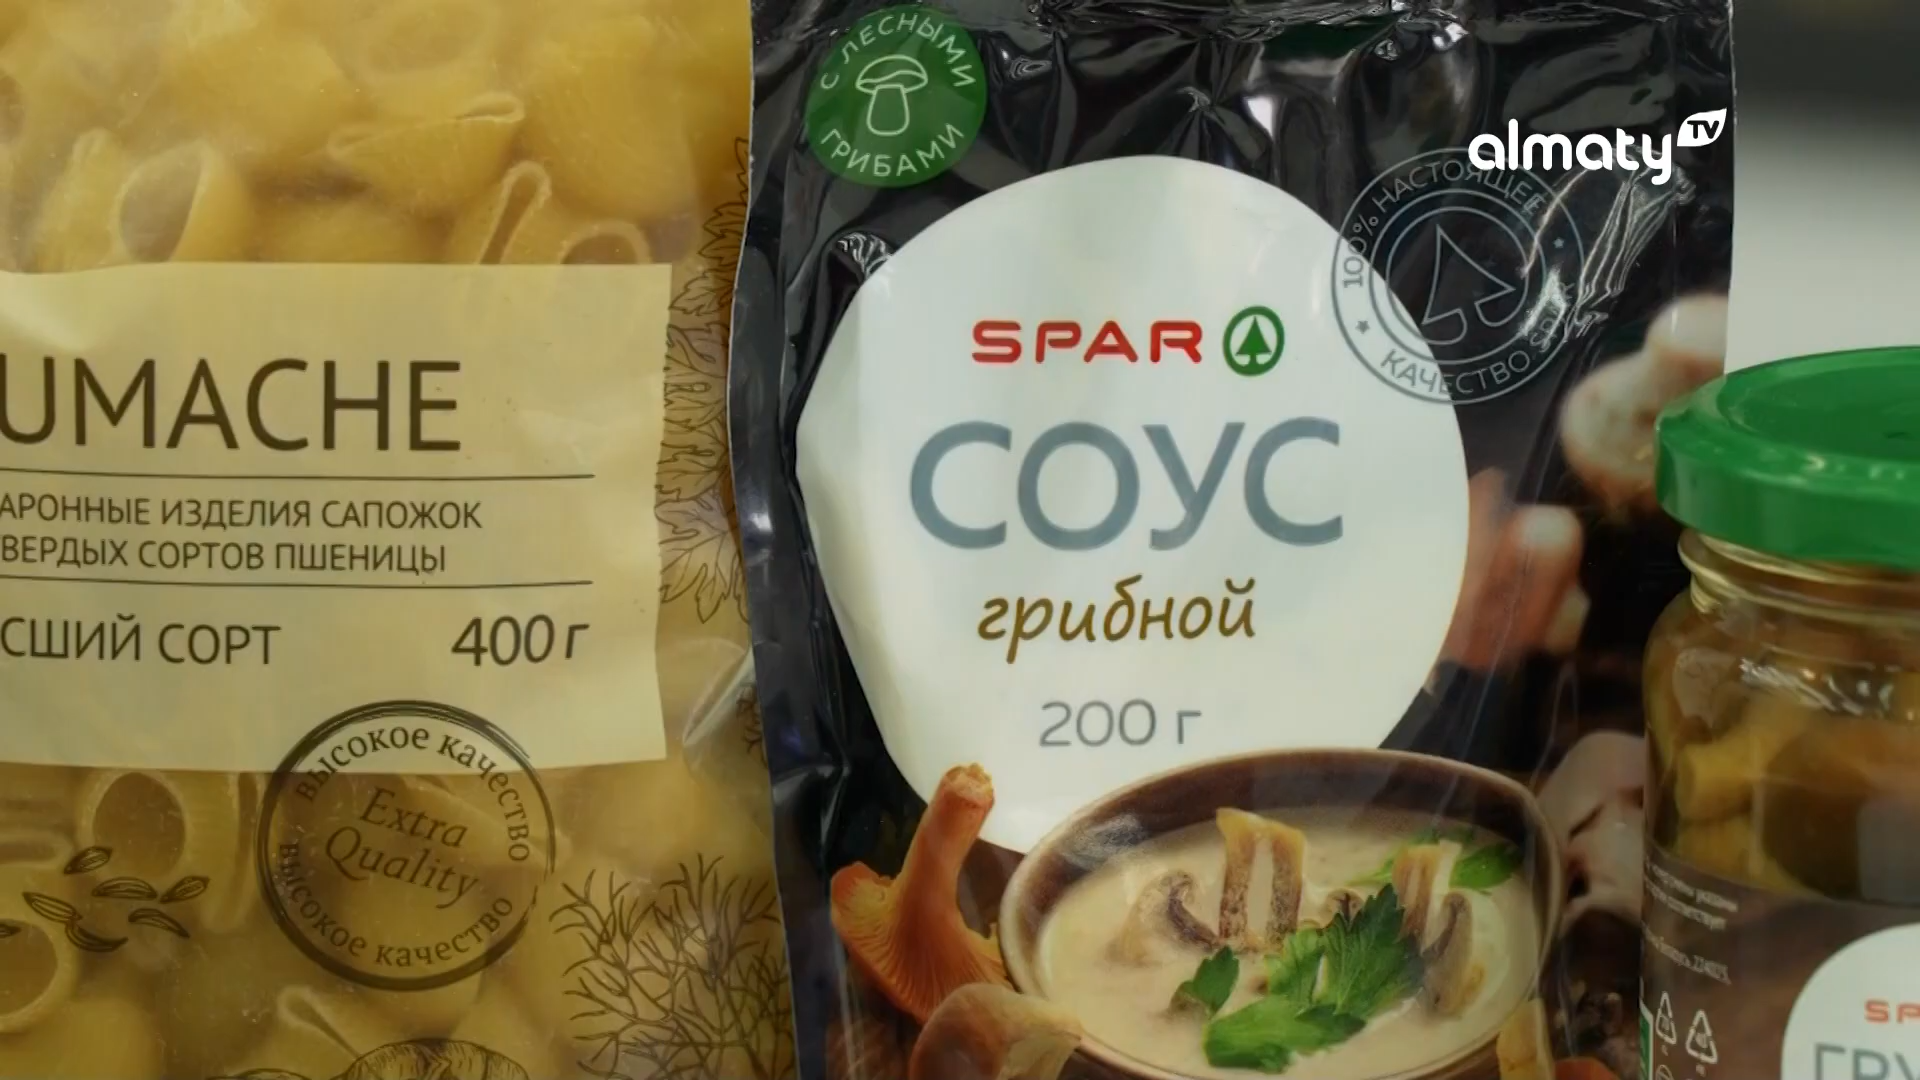 UMACHE
АРОННЫЕ ИЗДЕЛИЯ САПОЖОК
ВЕРДЫХ СОРТОВ ПШЕНИЦЫ
СШИЙ СОРТ 400 г
высокое качество
Extra
Quality
высокое качество
С ЛЕСНЫМИ
ГРИБАМИ
SPAR
СОУС
грибной
200 г
100% НАСТОЯЩЕЕ
КАЧЕСТВО SPAR
almaty TV
SP
ГРУ